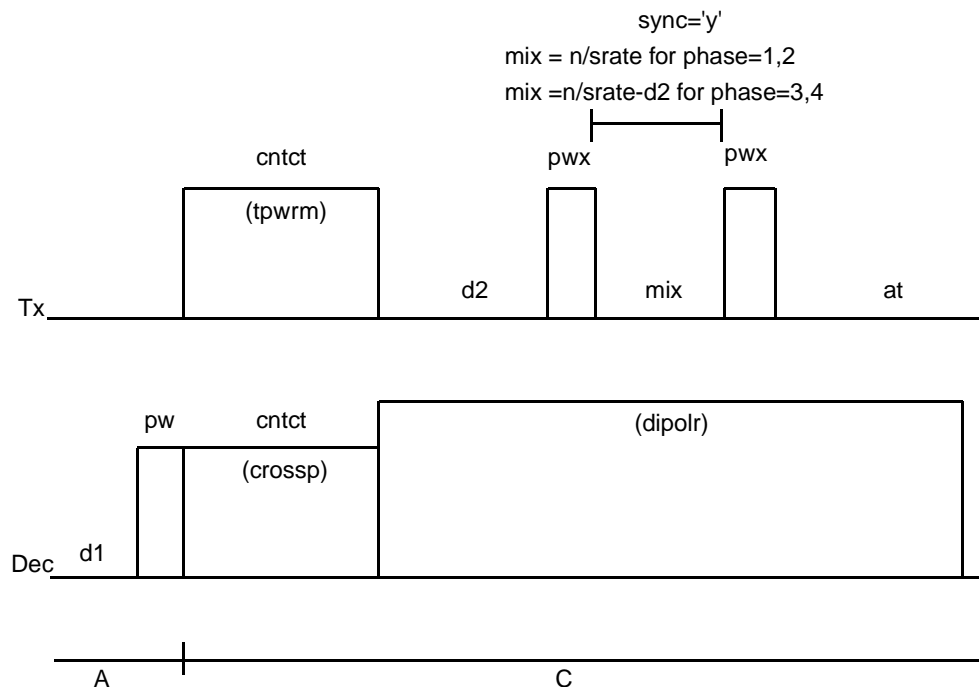 sync='y'
mix = n/srate for phase=1,2
mix =n/srate-d2 for phase=3,4
cntct
pwx
pwx
(tpwrm)
d2
mix
at
Tx
pw
cntct
(dipolr)
(crossp)
d1
Dec
A
C